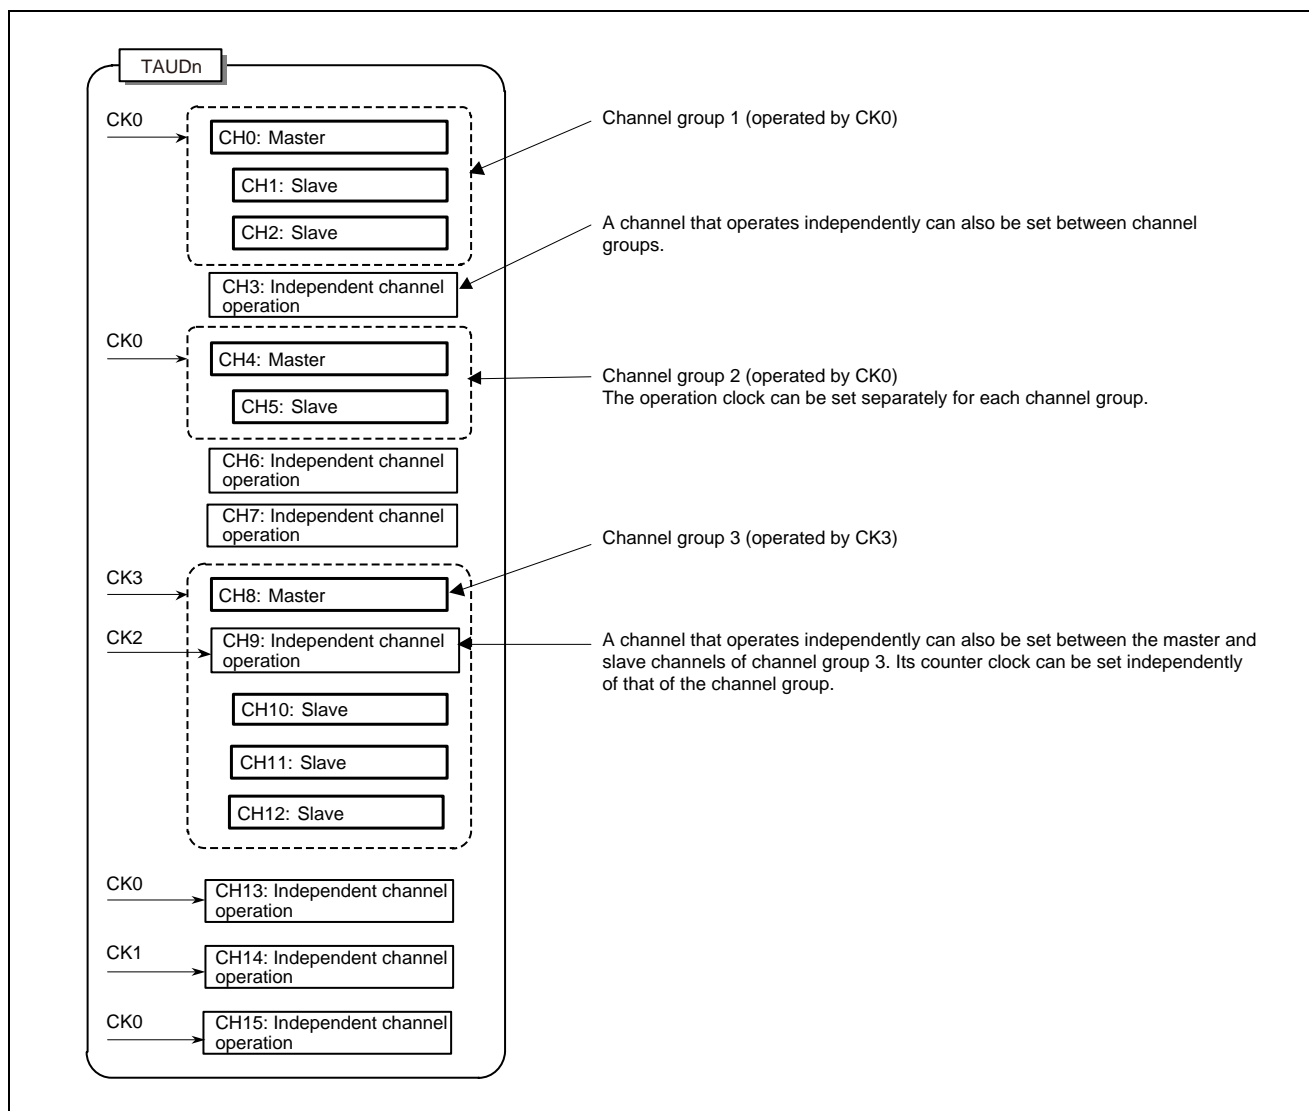 TAUDn
CK0
CH0: Master
Channel group 1 (operated by CK0)
CH1: Slave
CH2: Slave
A channel that operates independently can also be set between channel
groups.
CH3: Independent channel
operation
CK0
CH4: Master
Channel group 2 (operated by CK0)
The operation clock can be set separately for each channel group.
CH5: Slave
CH6: Independent channel
operation
CH7: Independent channel
operation
Channel group 3 (operated by CK3)
CK3
CH8: Master
CK2
CH9: Independent channel
operation
A channel that operates independently can also be set between the master and
slave channels of channel group 3. Its counter clock can be set independently
of that of the channel group.
CH10: Slave
CH11: Slave
CH12: Slave
CK0
CH13: Independent channel
operation
CK1
CH14: Independent channel
operation
CK0
CH15: Independent channel
operation